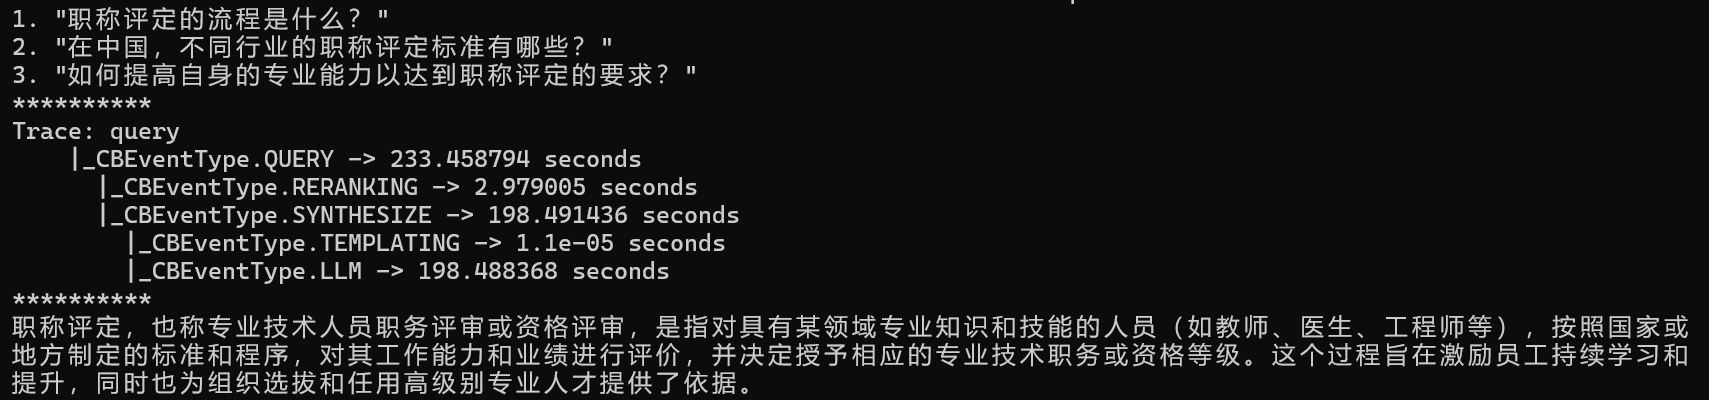 1. "职称评定的流程是什么？"
2. "在中国，不同行业的职称评定标准有哪些？"
3. "如何提高自身的专业能力以达到职称评定的要求？"
**********
Trace: query
    |_CBEventType.QUERY -> 233.458794 seconds
      |_CBEventType.RERANKING -> 2.979005 seconds
      |_CBEventType.SYNTHESIZE -> 198.491436 seconds
        |_CBEventType.TEMPLATING -> 1.1e-05 seconds
        |_CBEventType.LLM -> 198.488368 seconds
**********
职称评定，也称专业技术人员职务评审或资格评审，是指对具有某领域专业知识和技能的人员（如教师、医生、工程师等），按照国家或
地方制定的标准和程序，对其工作能力和业绩进行评价，并决定授予相应的专业技术职务或资格等级。这个过程旨在激励员工持续学习和
提升，同时也为组织选拔和任用高级别专业人才提供了依据。